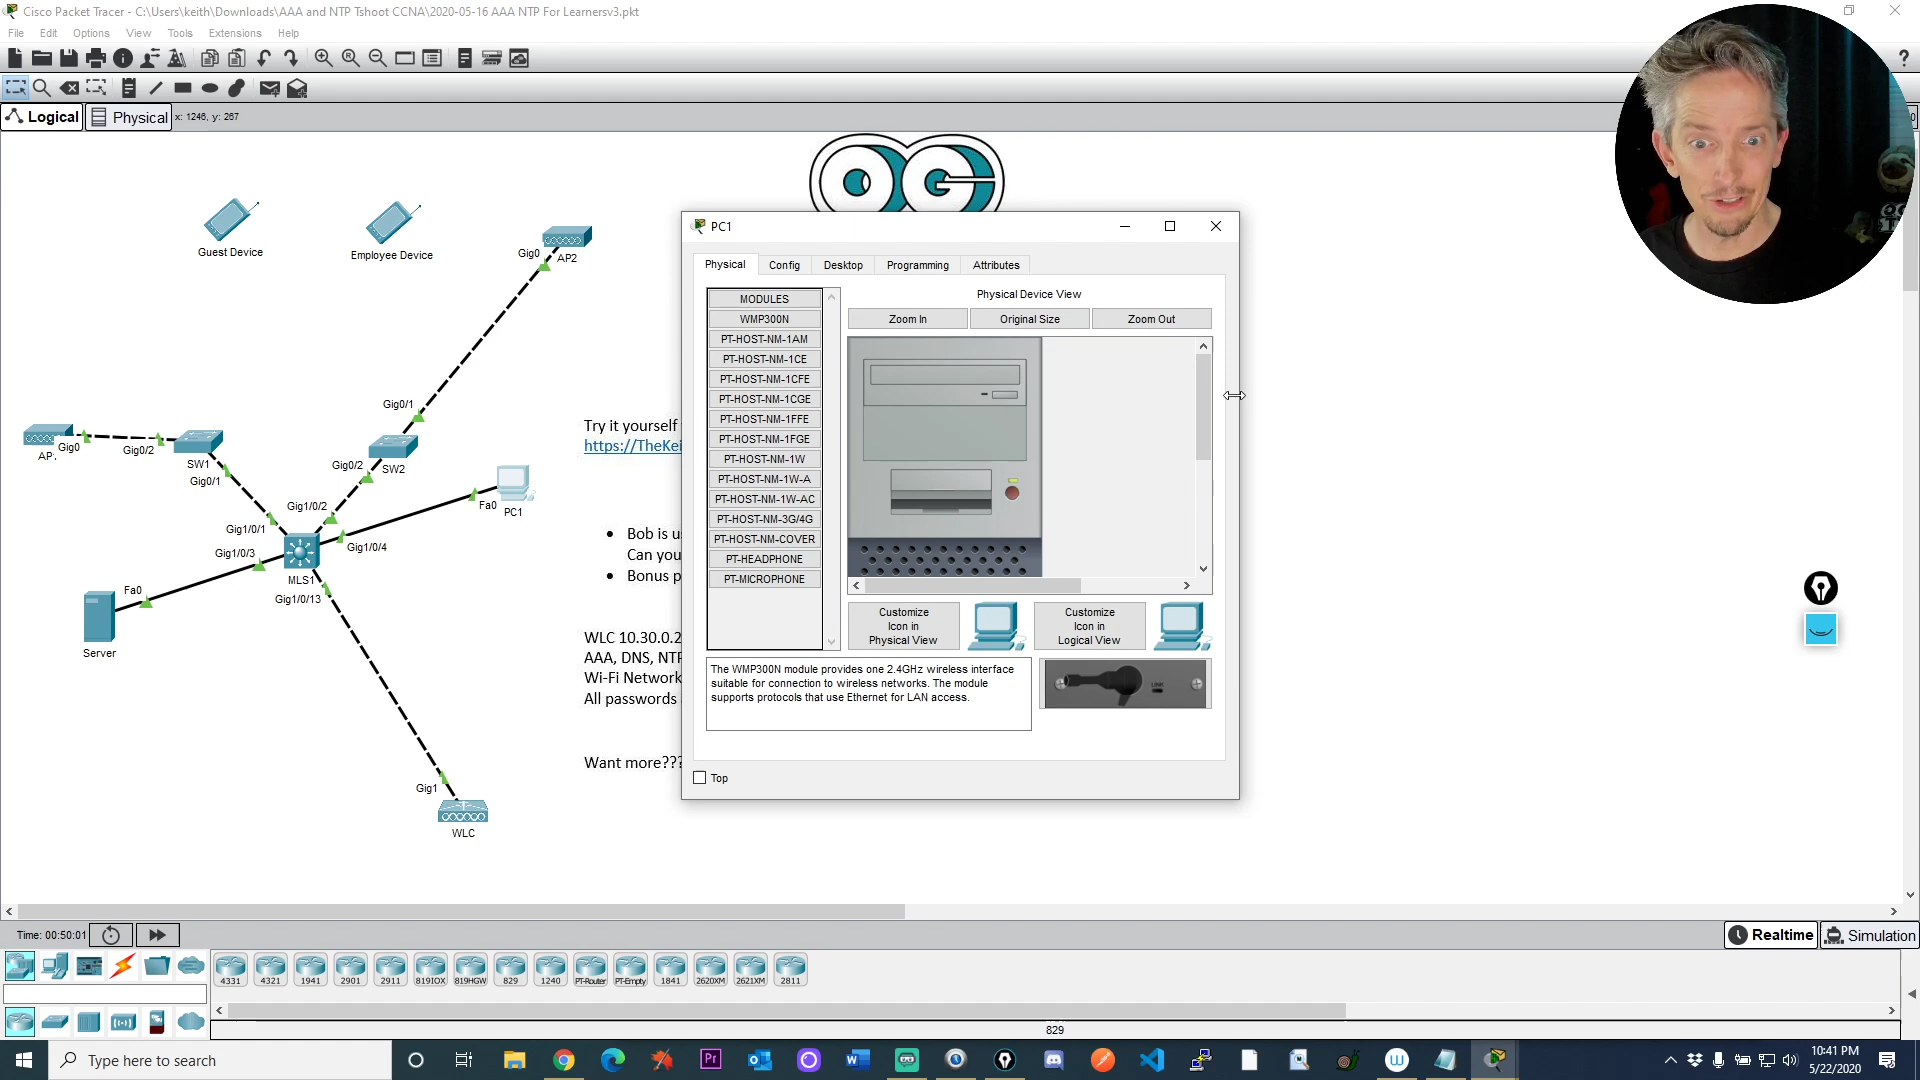 Cisco Packet Tracer - C:\Users\keith\Downloads\AAA and NTP Tshoot CCNA\2020-05-16 AAA NTP For Learnersv3.pkt
File Edit Options View Tools Extensions Help
?
Logical Physical x: 1246, y: 267
OG
Guest Device
Employee Device
Gig0
AP2
Gig0/1
Gig0
Gig0/2
SW1
Gig0/1
Gig0/2
SW2
Gig1/0/2
Fa0
PC1
Gig1/0/1
Gig1/0/4
Gig1/0/3
MLS1
Fa0
Gig1/0/13
Server
Gig1
WLC
Try it yourself
https://TheKei
Bob is u
Can you
Bonus p
WLC 10.30.0.2
AAA, DNS, NTP
Wi-Fi Network
All passwords
Want more???
PC1
Physical Config Desktop Programming Attributes
MODULES
WMP300N
PT-HOST-NM-1AM
PT-HOST-NM-1CE
PT-HOST-NM-1CFE
PT-HOST-NM-1CGE
PT-HOST-NM-1FFE
PT-HOST-NM-1FGE
PT-HOST-NM-1W
PT-HOST-NM-1W-A
PT-HOST-NM-1W-AC
PT-HOST-NM-3G/4G
PT-HOST-NM-COVER
PT-HEADPHONE
PT-MICROPHONE
Physical Device View
Zoom In Original Size Zoom Out
Customize
Icon in
Physical View
Customize
Icon in
Logical View
The WMP300N module provides one 2.4GHz wireless interface
suitable for connection to wireless networks. The module
supports protocols that use Ethernet for LAN access.
LINK
Top
Time: 00:50:01
Realtime Simulation
4331 4321 1941 2901 2911 819IOX 819HGW 829 1240 PT-Router PT-Empty 1841 2620XM 2621XM 2811
829
Type here to search
10:41 PM
5/22/2020